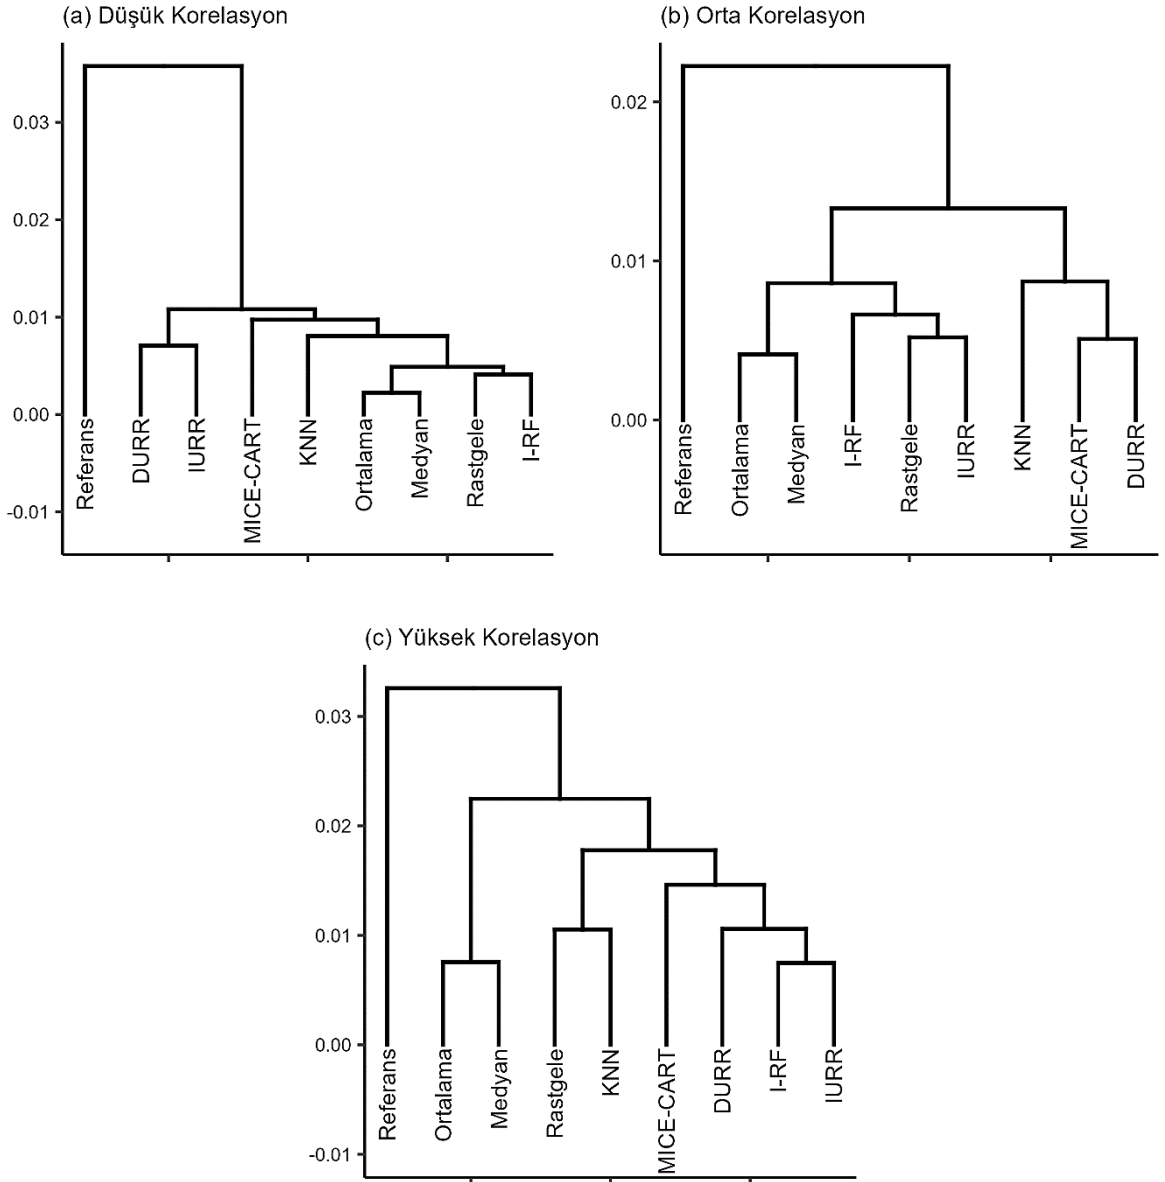 (a) Düşük Korelasyon
0.03
0.02
0.01
0.00
-0.01
Referans
DURR
IURR
MICE-CART
KNN
Ortalama
Medyan
Rastgele
I-RF
(b) Orta Korelasyon
0.02
0.01
0.00
Referans
Ortalama
Medyan
I-RF
Rastgele
IURR
KNN
MICE-CART
DURR
(c) Yüksek Korelasyon
0.03
0.02
0.01
0.00
-0.01
Referans
Ortalama
Medyan
Rastgele
KNN
MICE-CART
DURR
I-RF
IURR